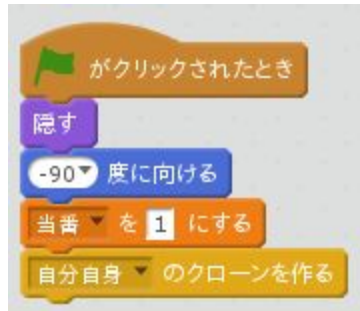 がクリックされたとき
隠す
-90 度に向ける
当番 を 1 にする
自分自身 のクローンを作る